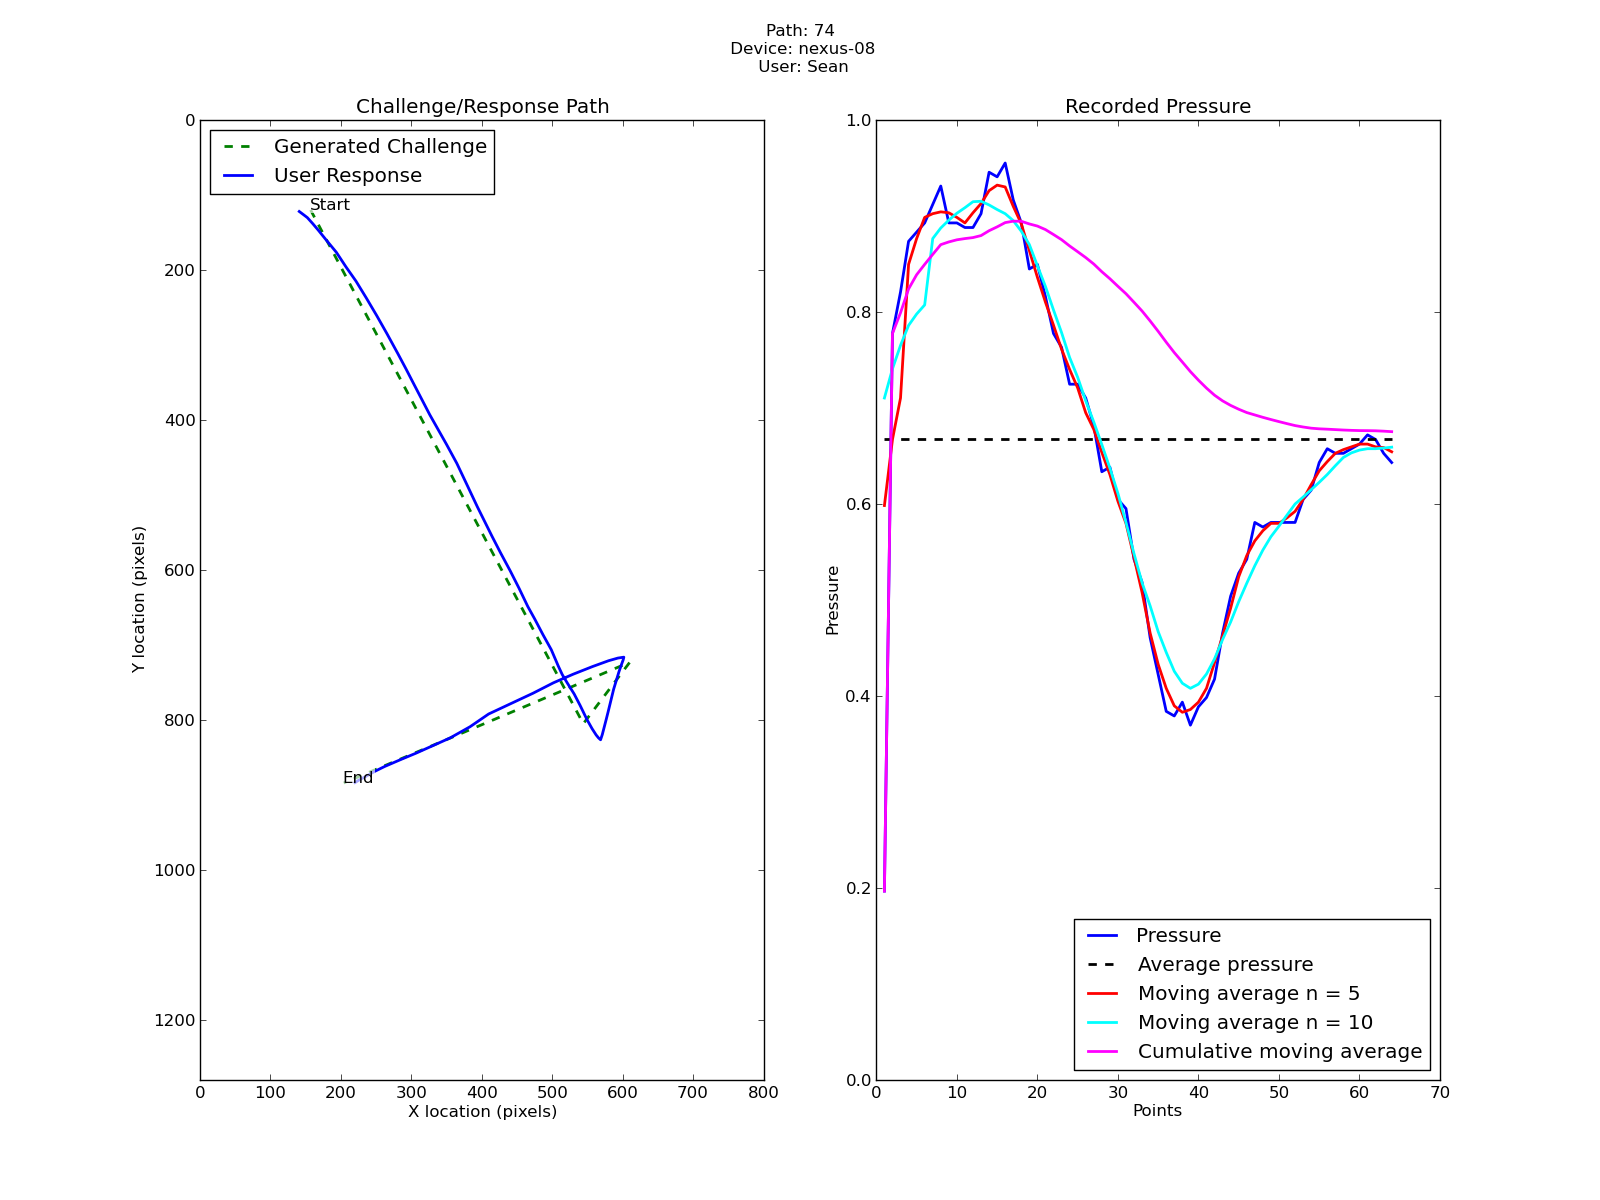 Path: 74
Device: nexus-08
User: Sean
Challenge/Response Path
Generated Challenge
User Response
Start
End
0
200
400
600
800
1000
1200
Y location (pixels)
0 100 200 300 400 500 600 700 800
X location (pixels)
Recorded Pressure
1.0
0.8
0.6
0.4
0.2
0.0
Pressure
Pressure
Average pressure
Moving average n = 5
Moving average n = 10
Cumulative moving average
0 10 20 30 40 50 60 70
Points